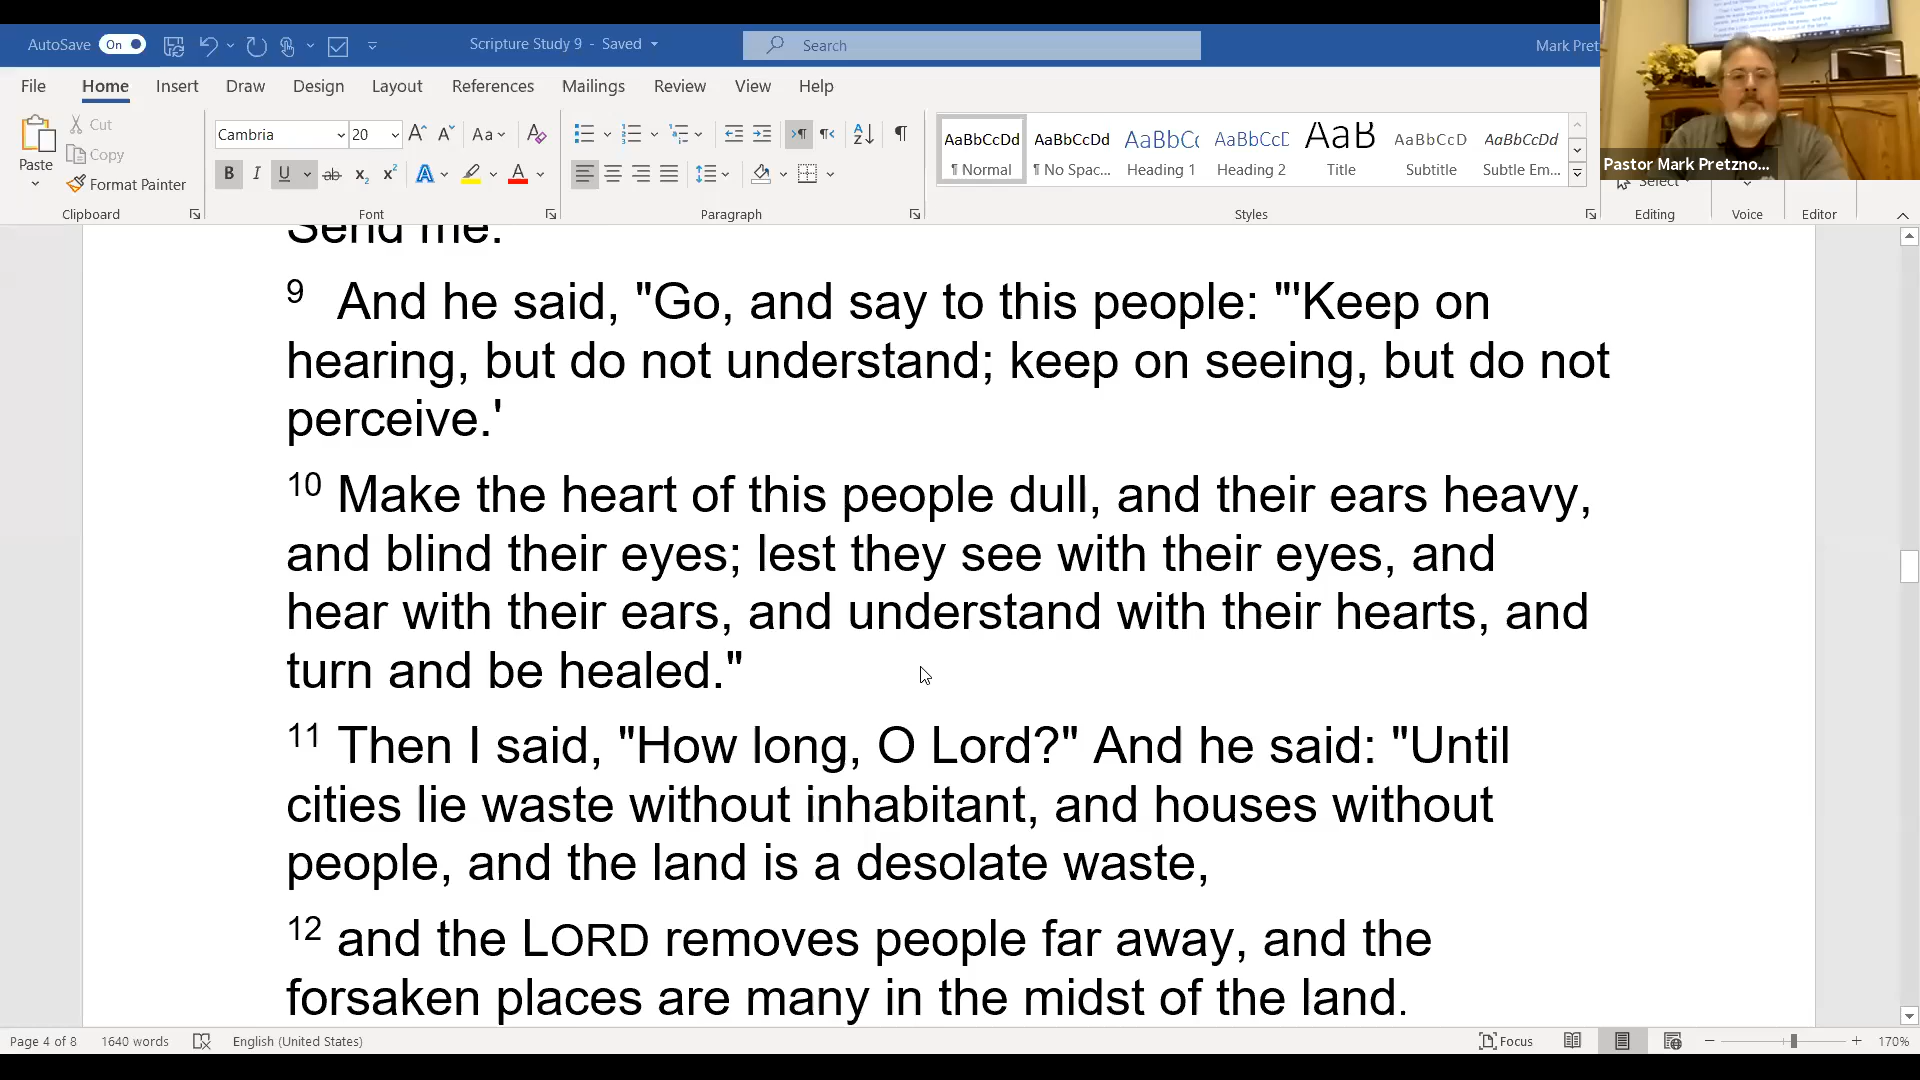 AutoSave On
Scripture Study 9 - Saved
Search
Mark Pret
File Home Insert Draw Design Layout References Mailings Review View Help
Paste
Cut
Copy
Format Painter
Cambria 20
Aa
B I U ab x₂ x² A A
AaBbCcDd AaBbCcDd AaBbCc AaBbCcD AaB AaBbCcD AaBbCcDd
¶ Normal ¶ No Spac... Heading 1 Heading 2 Title Subtitle Subtle Em...
Pastor Mark Pretzno...
Select
Clipboard Font Paragraph Styles Editing Voice Editor
Send me."
9 And he said, "Go, and say to this people: "'Keep on
hearing, but do not understand; keep on seeing, but do not
perceive.'
10 Make the heart of this people dull, and their ears heavy,
and blind their eyes; lest they see with their eyes, and
hear with their ears, and understand with their hearts, and
turn and be healed."
11 Then I said, "How long, O Lord?" And he said: "Until
cities lie waste without inhabitant, and houses without
people, and the land is a desolate waste,
12 and the LORD removes people far away, and the
forsaken places are many in the midst of the land.
Page 4 of 8 1640 words English (United States) Focus 170%